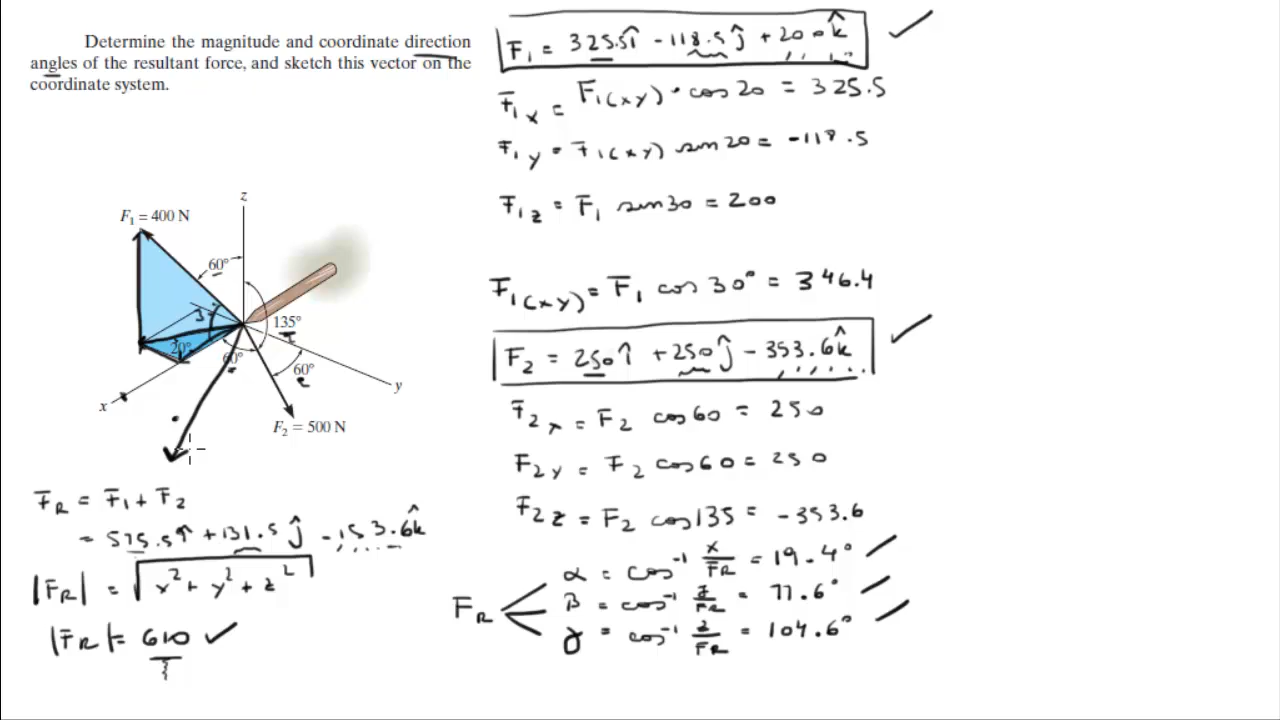 Determine the magnitude and coordinate direction
angles of the resultant force, and sketch this vector on the
coordinate system.
z
F₁ = 400 N
60°
135°
20°
60°
60°
x
y
F₂ = 500 N
F̄R = F̄₁ + F̄₂
= 575.5î + 131.5ĵ - 153.6k̂
|F̄R| = √x² + y² + z²
|F̄R| = 610 ✓
F₁ = 325.5î - 118.5ĵ + 200k̂ ✓
F₁x = F₁(xy) · cos 20 = 325.5
F₁y = F₁(xy) sin 20 = -118.5
F₁z = F₁ sin 30 = 200
F₁(xy) = F₁ cos 30° = 346.4
F₂ = 250î + 250ĵ - 353.6k̂ ✓
F₂x = F₂ cos 60 = 250
F₂y = F₂ cos 60 = 250
F₂z = F₂ cos 135 = -353.6
FR
α = cos⁻¹ x/FR = 19.4°
β = cos⁻¹ y/FR = 77.6°
γ = cos⁻¹ z/FR = 104.6°